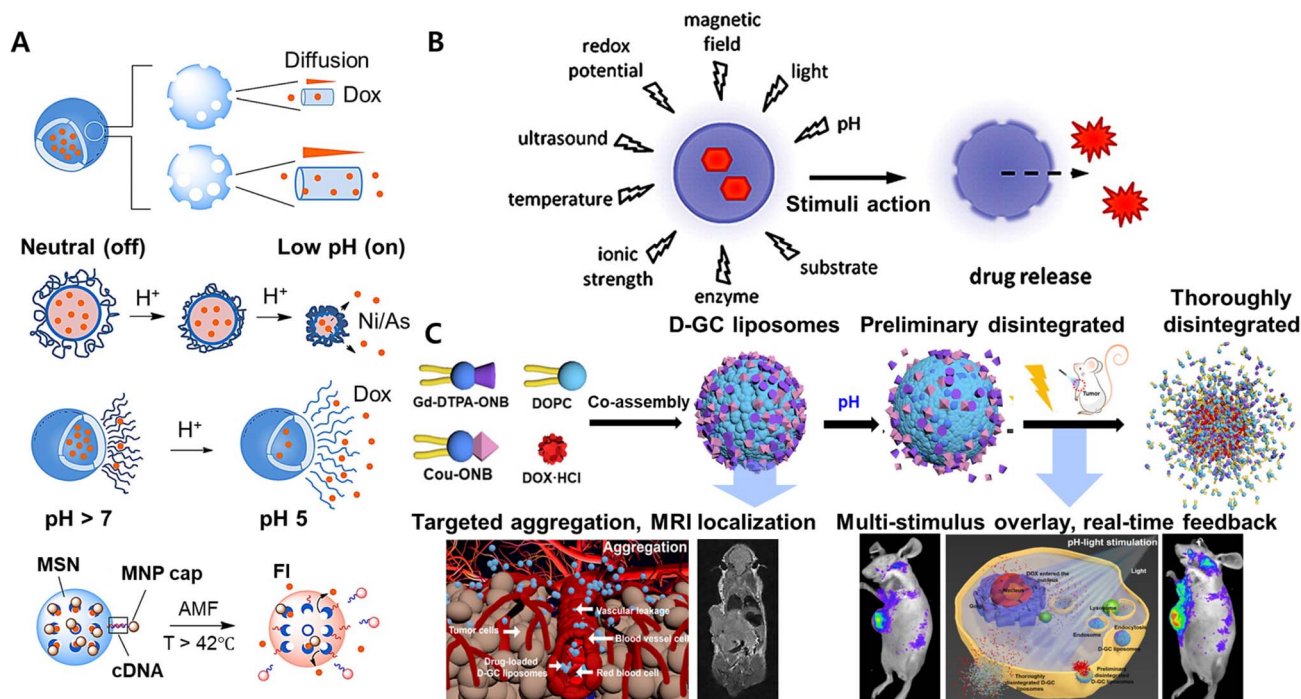 A
Diffusion
Dox
Neutral (off)
Low pH (on)
H+
H+
Ni/As
Dox
H+
pH > 7
pH 5
MSN
MNP cap
AMF
T > 42℃
cDNA
Fl
B
magnetic
field
redox
potential
light
ultrasound
pH
temperature
ionic
strength
enzyme
substrate
Stimuli action
drug release
C
Gd-DTPA-ONB
DOPC
Cou-ONB
DOX·HCl
Co-assembly
D-GC liposomes
pH
Preliminary disintegrated
Tumor
Thoroughly
disintegrated
Targeted aggregation, MRI localization
Aggregation
Vascular leakage
Tumor cells
Blood vessel cell
Drug-loaded
D-GC liposomes
Red blood cell
Multi-stimulus overlay, real-time feedback
pH-light stimulation
Light
DOX entered the
nucleus
Nucleus
Golgi
Lysosome
Endosome
Endocytosis
D-GC liposomes
Thoroughly
disintegrated D-GC
liposomes
Preliminary
disintegrated
D-GC liposomes